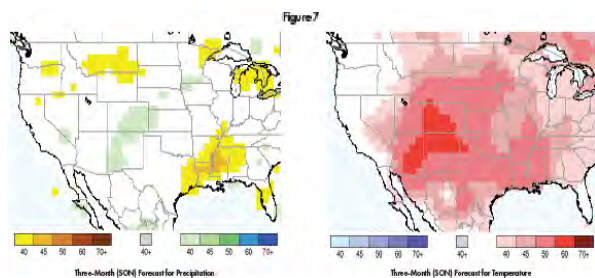 Figure 7
40 45 50 60 70+ 40+ 40 45 50 60 70+
40 45 50 60 70+ 40+ 40 45 50 60 70+
Three-Month (SON) Forecast for Precipitation
Three-Month (SON) Forecast for Temperature